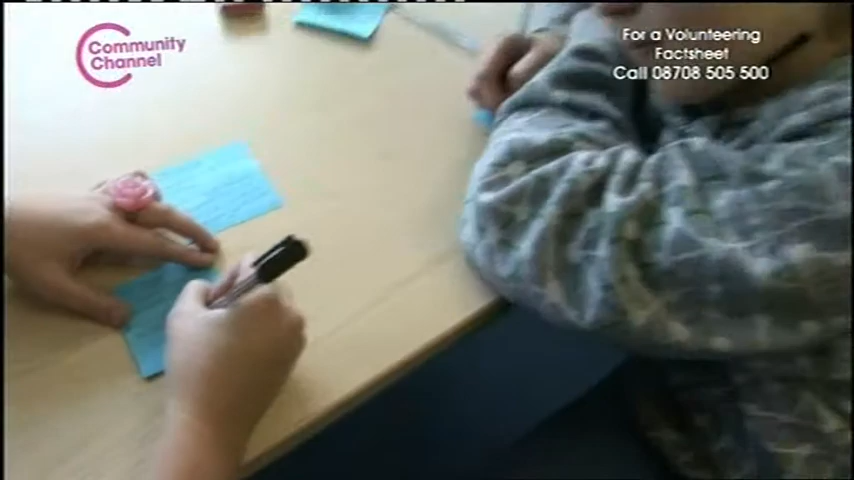 Community
Channel
For a Volunteering
Factsheet
Call 08708 505 500